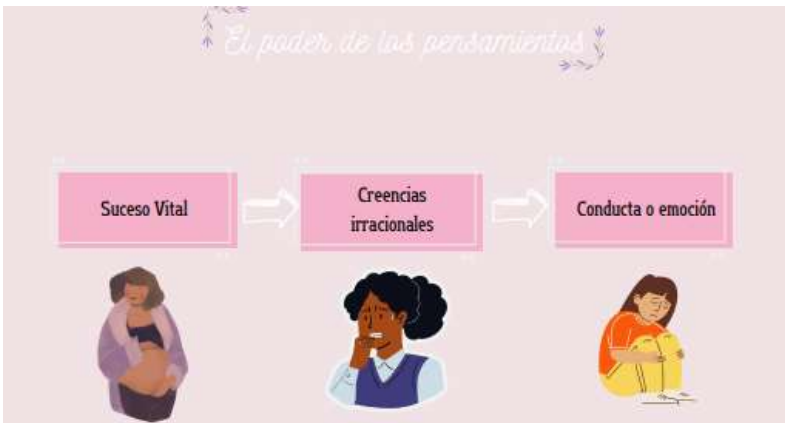 El poder de los pensamientos
Suceso Vital
Creencias
irracionales
Conducta o emoción